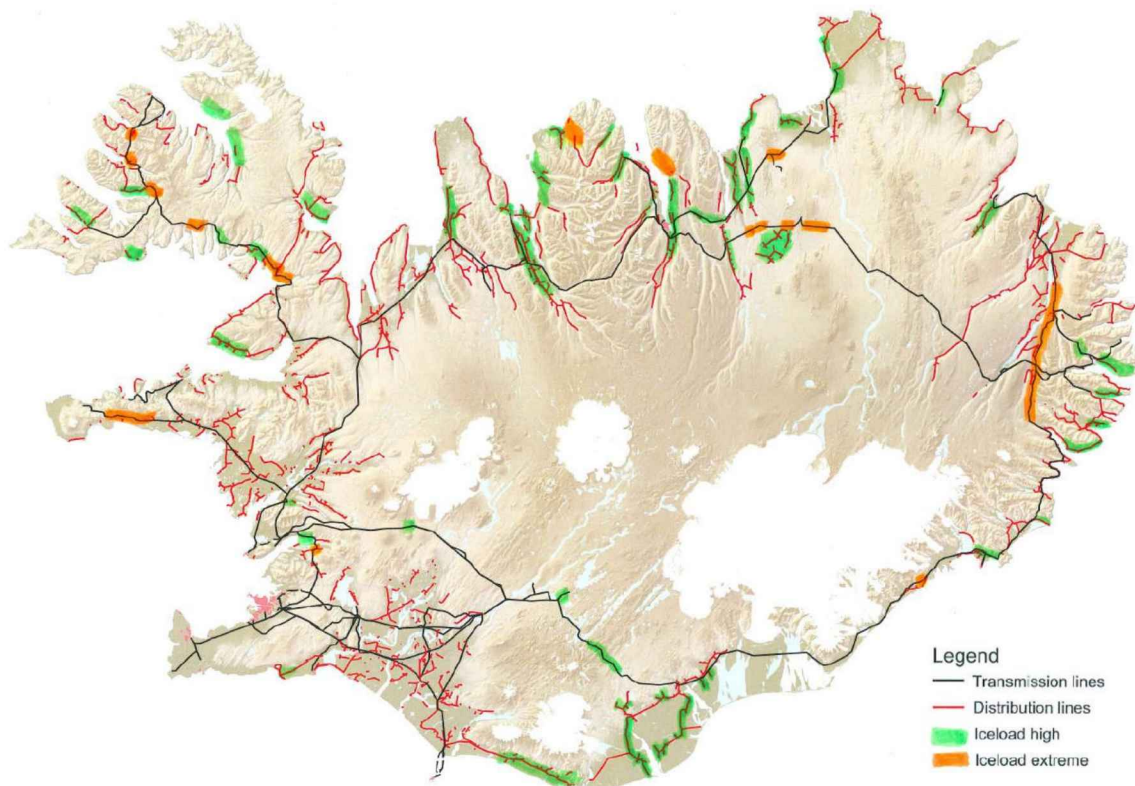 Legend
Transmission lines
Distribution lines
Iceload high
Iceload extreme